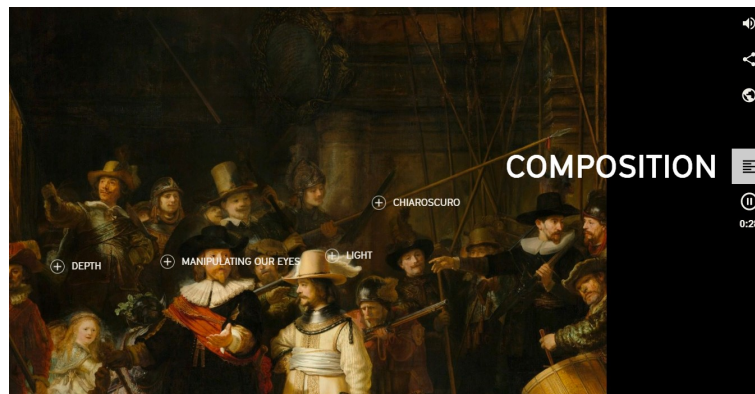 COMPOSITION
CHIAROSCURO
LIGHT
MANIPULATING OUR EYES
DEPTH